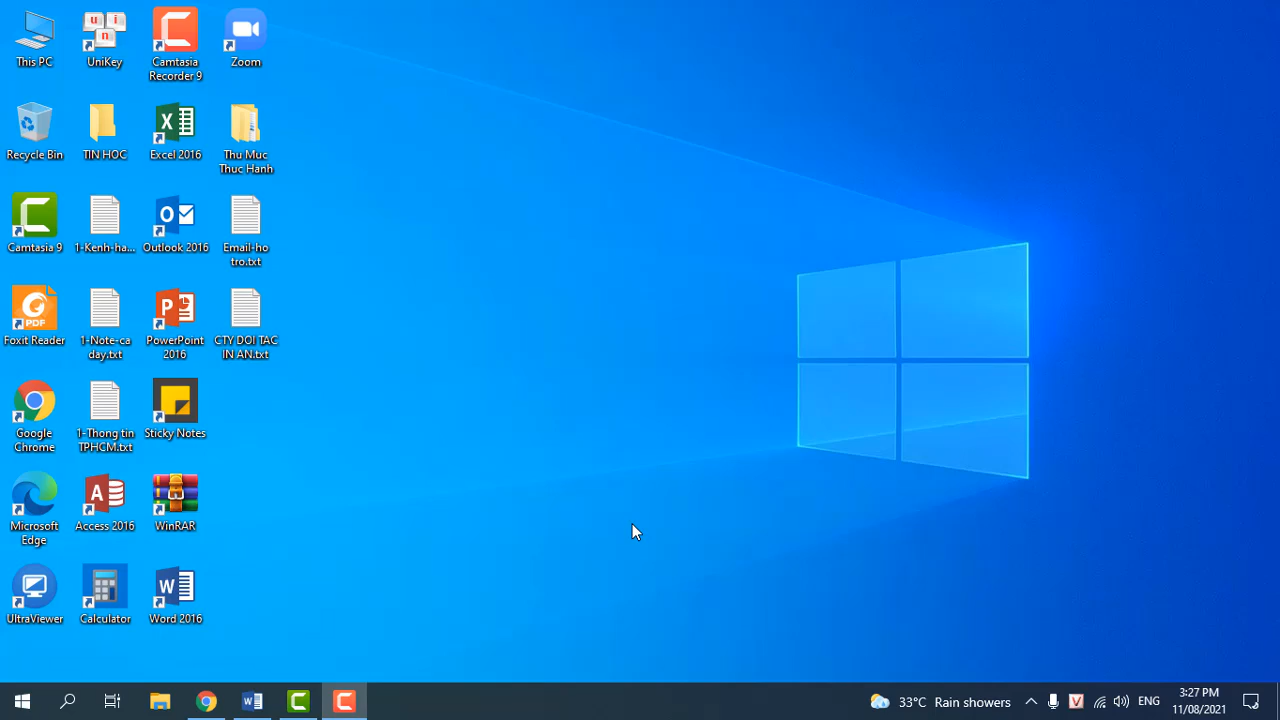 This PC
UniKey
Camtasia
Recorder 9
Zoom
Recycle Bin
TIN HOC
Excel 2016
Thu Muc
Thuc Hanh
Camtasia 9
1-Kenh-ha...
Outlook 2016
Email-ho
tro.txt
Foxit Reader
1-Note-ca
day.txt
PowerPoint
2016
CTY DOI TAC
IN AN.txt
Google
Chrome
1-Thong tin
TPHCM.txt
Sticky Notes
Microsoft
Edge
Access 2016
WinRAR
UltraViewer
Calculator
Word 2016
33°C Rain showers
ENG
3:27 PM
11/08/2021